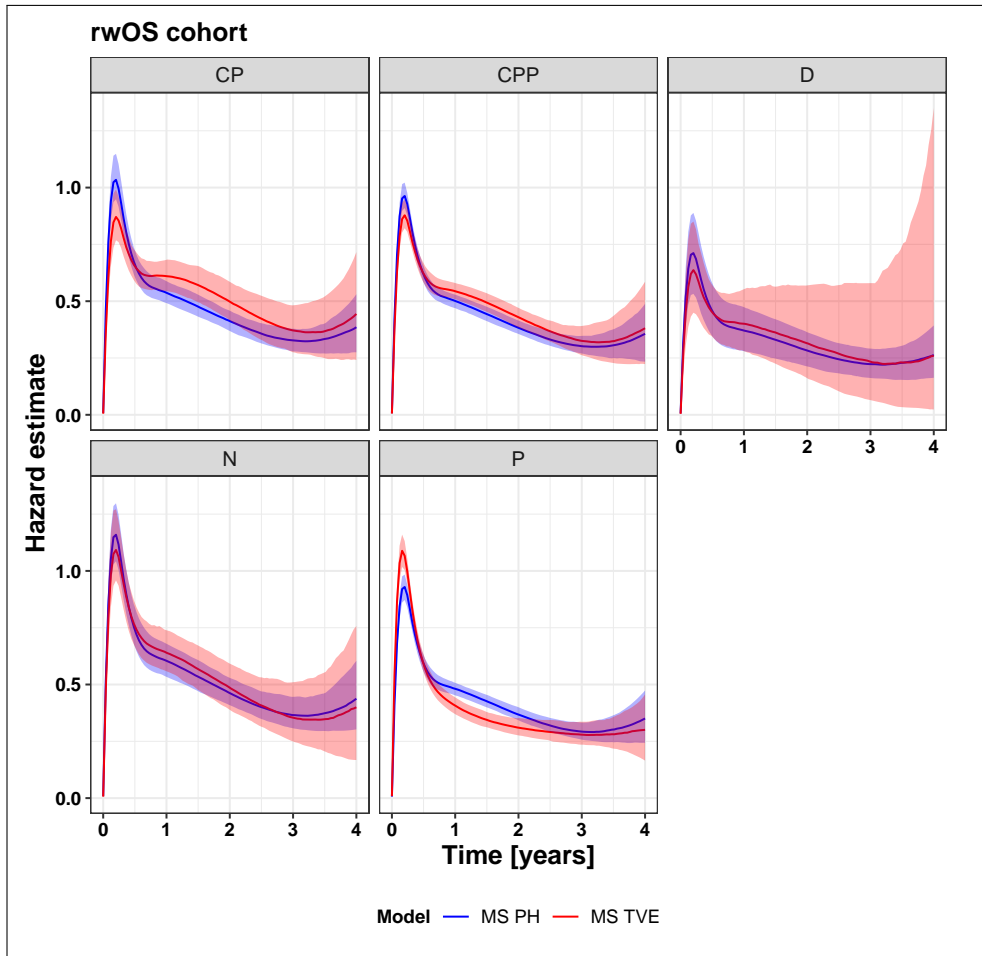 rwOS cohort
CP CPP D
1.0
0.5
0.0
0 1 2 3 4
N P
1.0
0.5
0.0
0 1 2 3 4 0 1 2 3 4
Hazard estimate
Time [years]
Model MS PH MS TVE